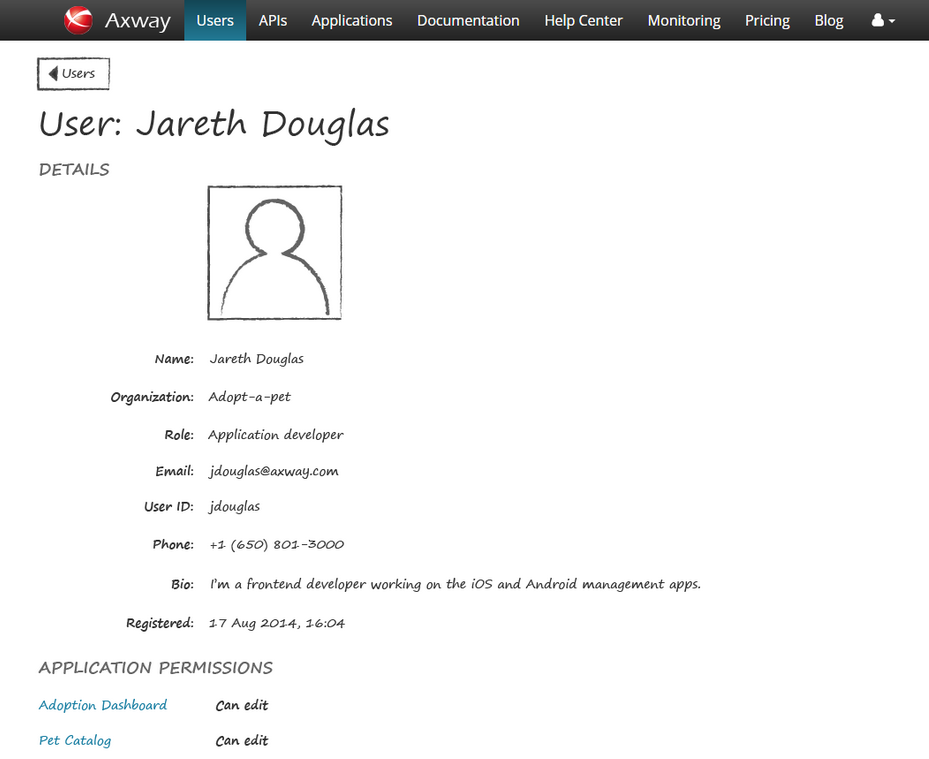 Axway Users APIs Applications Documentation Help Center Monitoring Pricing Blog
Users
User: Jareth Douglas
DETAILS
Name: Jareth Douglas
Organization: Adopt-a-pet
Role: Application developer
Email: jdouglas@axway.com
User ID: jdouglas
Phone: +1 (650) 801-3000
Bio: I'm a frontend developer working on the iOS and Android management apps.
Registered: 17 Aug 2014, 16:04
APPLICATION PERMISSIONS
Adoption Dashboard Can edit
Pet Catalog Can edit